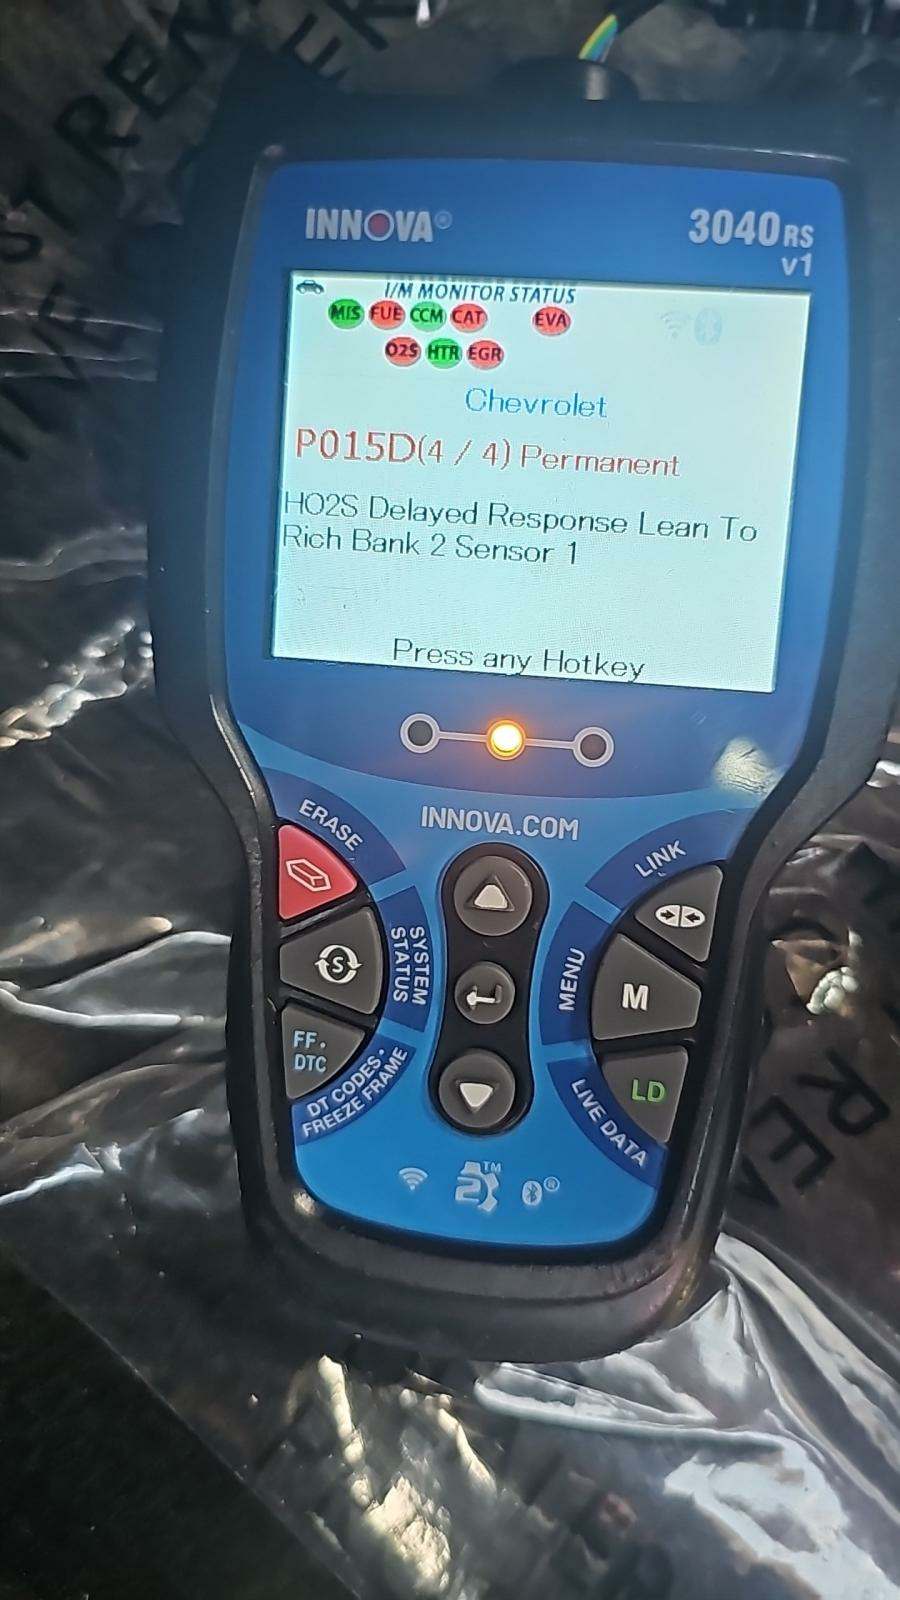 INNOVA®
3040RS
v1
I/M MONITOR STATUS
MIS FUE CCM CAT EVA
O2S HTR EGR
Chevrolet
P015D(4 / 4) Permanent
HO2S Delayed Response Lean To
Rich Bank 2 Sensor 1
Press any Hotkey
INNOVA.COM
ERASE
LINK
SYSTEM
STATUS
S
MENU
M
FF.
DTC
DT CODES•
FREEZE FRAME
LD
LIVE DATA
2
TM
®